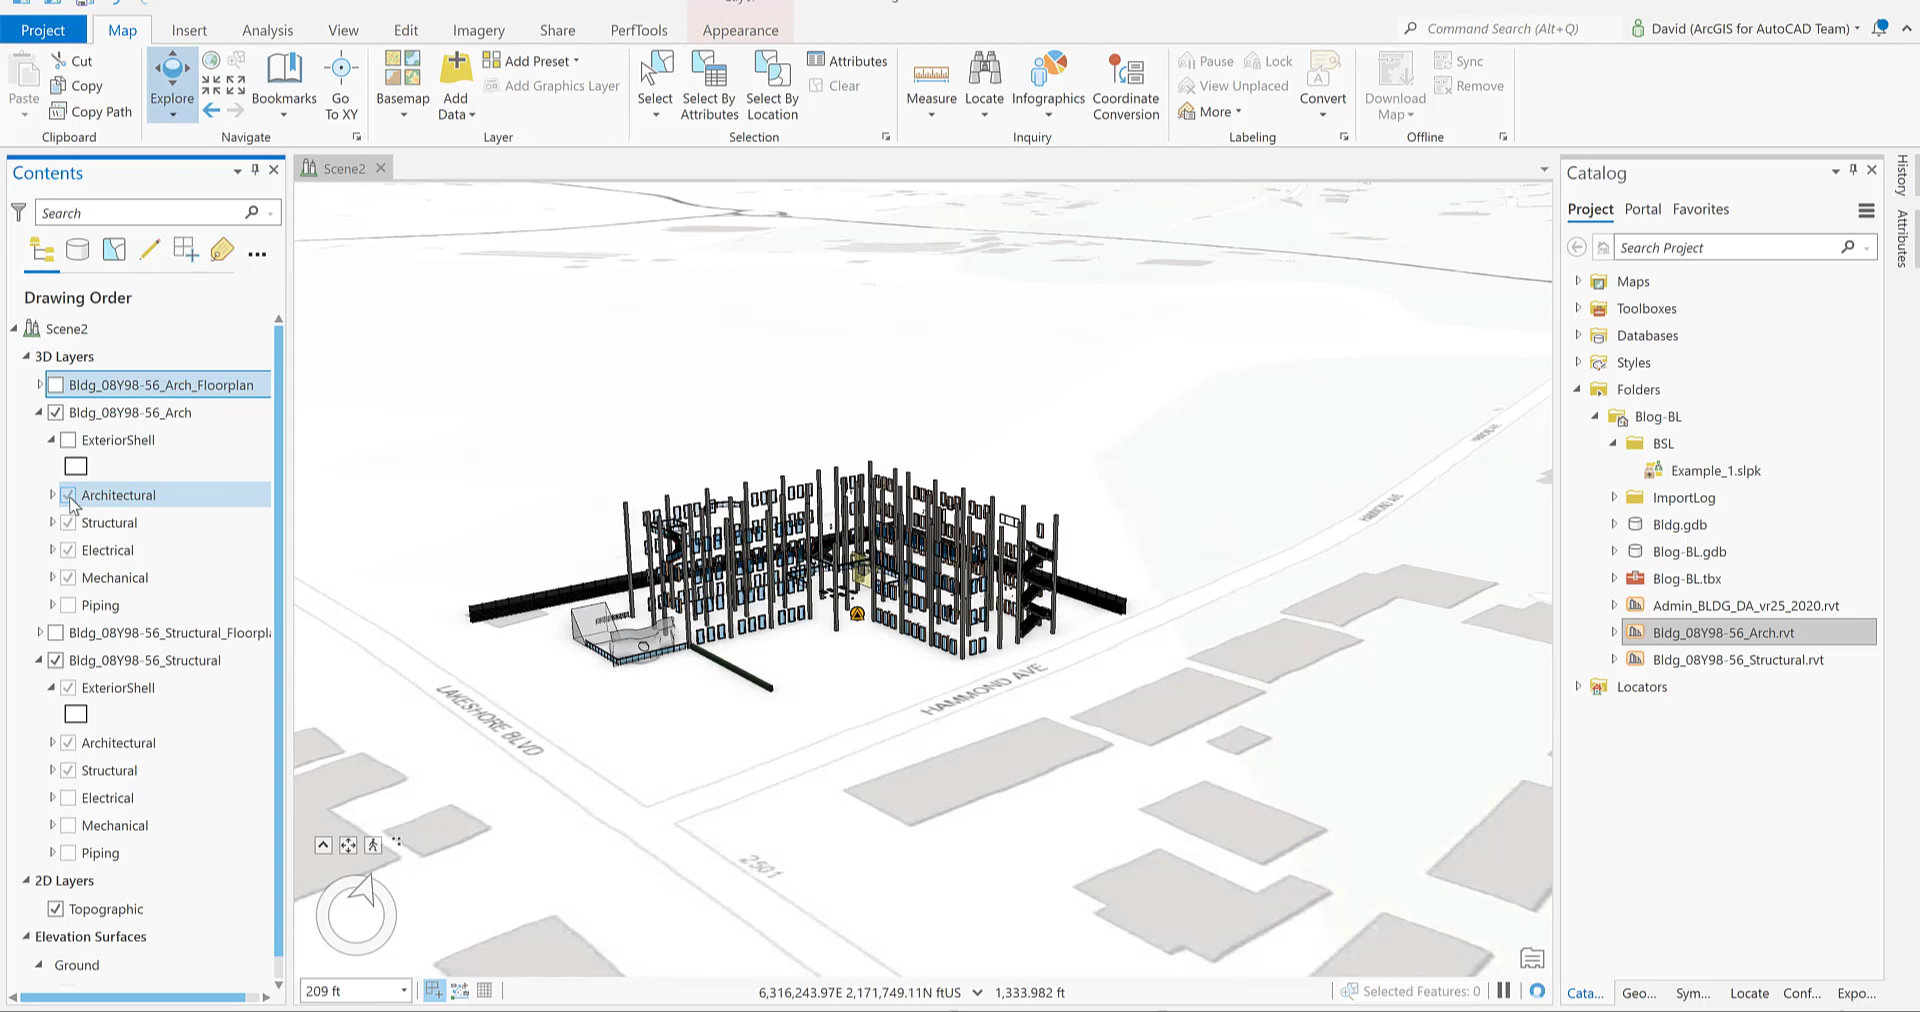 Project
Map
Insert
Analysis
View
Edit
Imagery
Share
PerfTools
Appearance
Command Search (Alt+Q)
David (ArcGIS for AutoCAD Team)
Paste
Cut
Copy
Copy Path
Clipboard
Explore
Bookmarks
Go
To XY
Navigate
Basemap
Add
Data
Add Preset
Add Graphics Layer
Layer
Select
Select By
Attributes
Select By
Location
Attributes
Clear
Selection
Measure
Locate
Infographics
Coordinate
Conversion
Inquiry
Pause
Lock
View Unplaced
More
Convert
Labeling
Download
Map
Sync
Remove
Offline
Contents
Search
Drawing Order
Scene2
3D Layers
Bldg_08Y98-56_Arch_Floorplan
Bldg_08Y98-56_Arch
ExteriorShell
Architectural
Structural
Electrical
Mechanical
Piping
Bldg_08Y98-56_Structural_Floorpl
Bldg_08Y98-56_Structural
ExteriorShell
Architectural
Structural
Electrical
Mechanical
Piping
2D Layers
Topographic
Elevation Surfaces
Ground
Scene2
HAMMOND AVE
HAMMOND AVE
LAKESHORE BLVD
2501
209 ft
6,316,243.97E 2,171,749.11N ftUS
1,333.982 ft
Selected Features: 0
Catalog
Project
Portal
Favorites
Search Project
Maps
Toolboxes
Databases
Styles
Folders
Blog-BL
BSL
Example_1.slpk
ImportLog
Bldg.gdb
Blog-BL.gdb
Blog-BL.tbx
Admin_BLDG_DA_vr25_2020.rvt
Bldg_08Y98-56_Arch.rvt
Bldg_08Y98-56_Structural.rvt
Locators
Cata...
Geo...
Sym...
Locate
Conf...
Expo...
History
Attributes